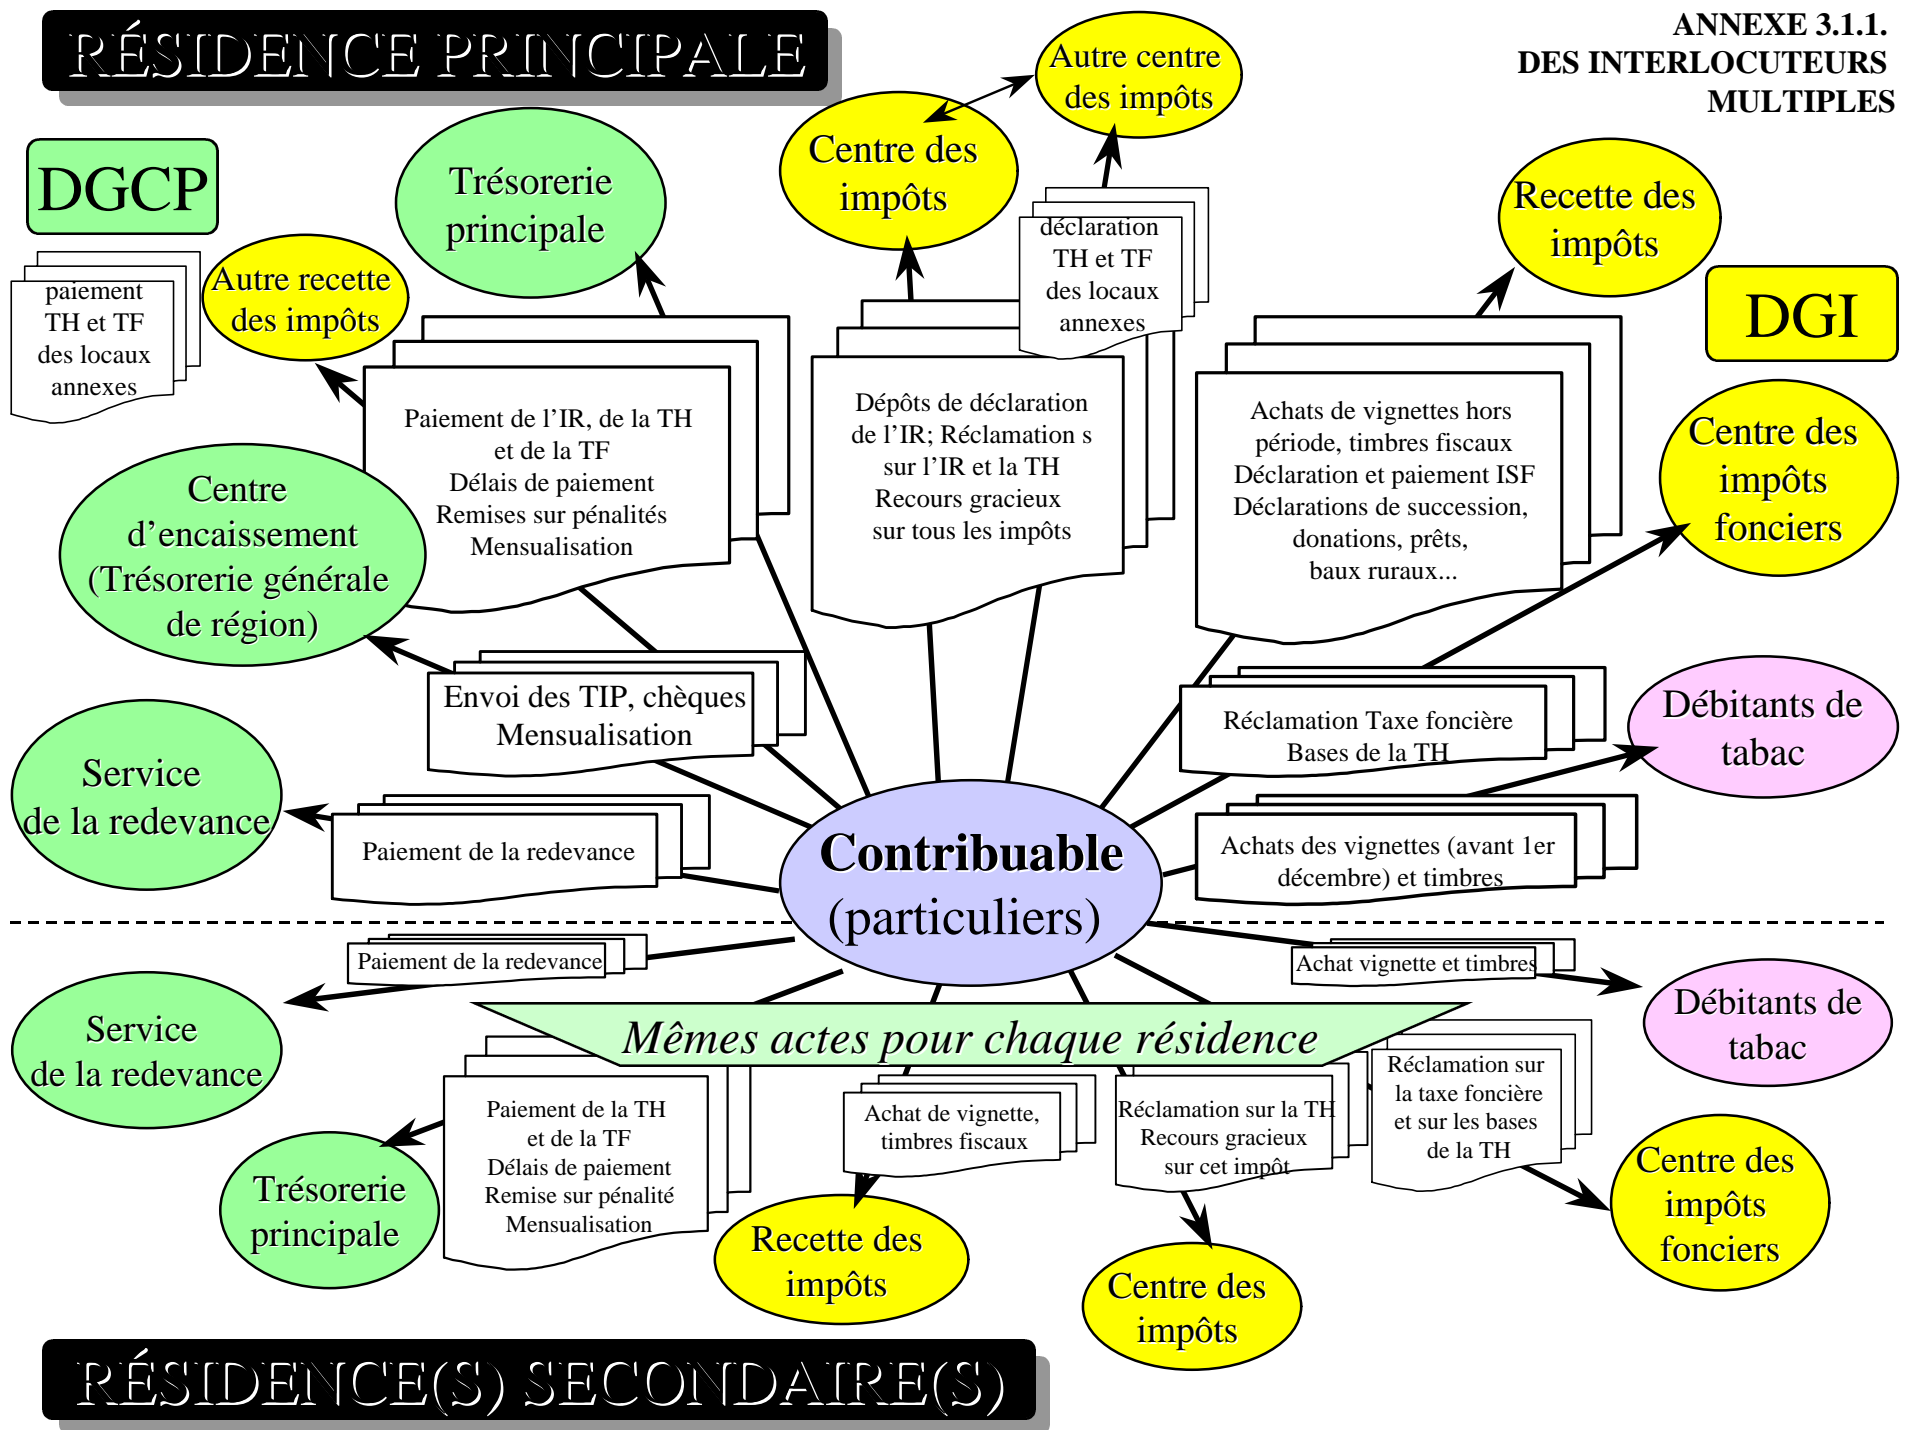 RÉSIDENCE PRINCIPALE
ANNEXE 3.1.1.
DES INTERLOCUTEURS
MULTIPLES
DGCP
Trésorerie
principale
Centre des
impôts
Autre centre
des impôts
Recette des
impôts
DGI
paiement
TH et TF
des locaux
annexes
Autre recette
des impôts
déclaration
TH et TF
des locaux
annexes
Paiement de l’IR, de la TH
et de la TF
Délais de paiement
Remises sur pénalités
Mensualisation
Dépôts de déclaration
de l’IR; Réclamation s
sur l’IR et la TH
Recours gracieux
sur tous les impôts
Achats de vignettes hors
période, timbres fiscaux
Déclaration et paiement ISF
Déclarations de succession,
donations, prêts,
baux ruraux...
Centre des
impôts
fonciers
Centre
d’encaissement
(Trésorerie générale
de région)
Envoi des TIP, chèques
Mensualisation
Réclamation Taxe foncière
Bases de la TH
Débitants de
tabac
Service
de la redevance
Paiement de la redevance
Contribuable
(particuliers)
Achats des vignettes (avant 1er
décembre) et timbres
Paiement de la redevance
Achat vignette et timbres
Service
de la redevance
Mêmes actes pour chaque résidence
Débitants de
tabac
Paiement de la TH
et de la TF
Délais de paiement
Remise sur pénalité
Mensualisation
Achat de vignette,
timbres fiscaux
Réclamation sur la TH
Recours gracieux
sur cet impôt
Réclamation sur
la taxe foncière
et sur les bases
de la TH
Trésorerie
principale
Recette des
impôts
Centre des
impôts
Centre des
impôts
fonciers
RÉSIDENCE(S) SECONDAIRE(S)